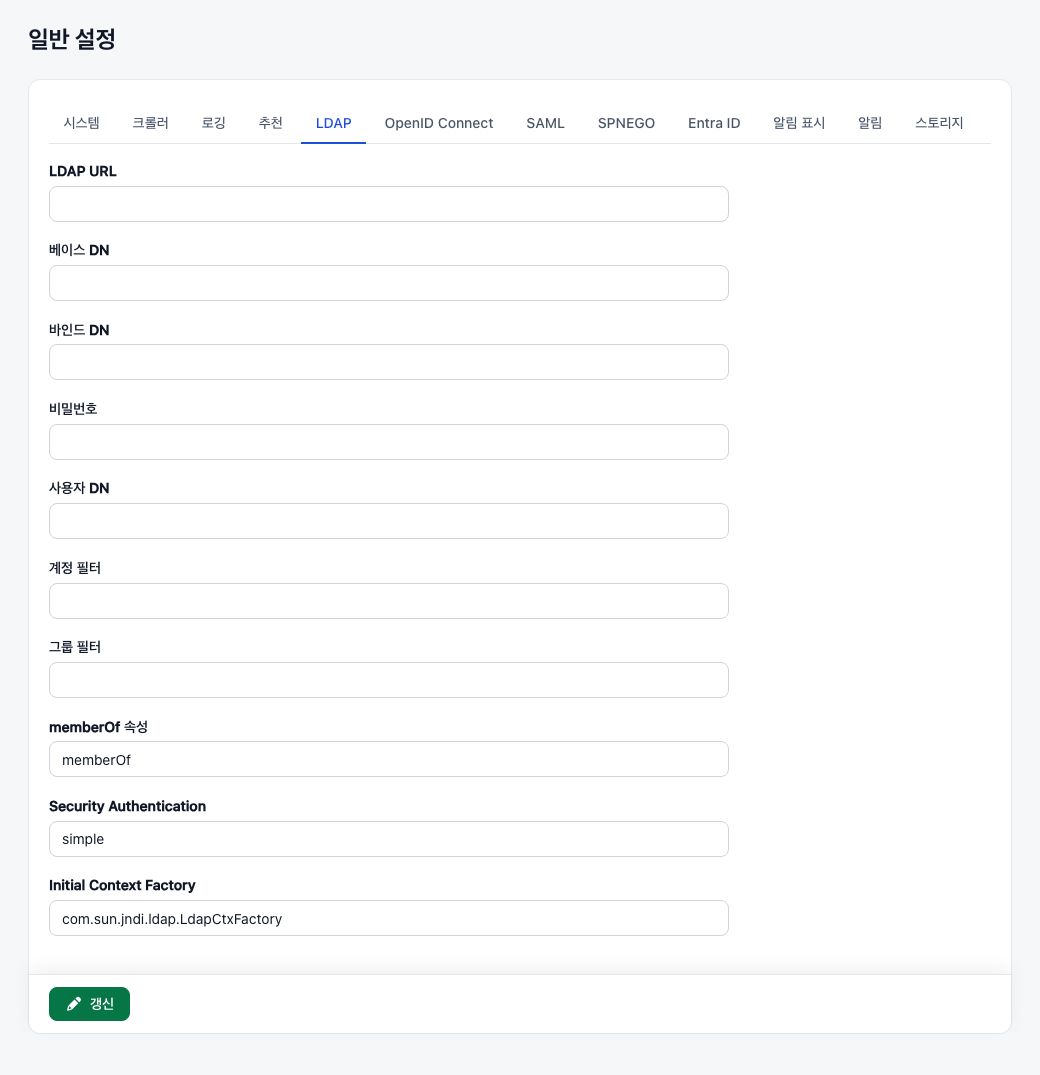 일반 설정
시스템 크롤러 로깅 추천 LDAP OpenID Connect SAML SPNEGO Entra ID 알림 표시 알림 스토리지
LDAP URL
베이스 DN
바인드 DN
비밀번호
사용자 DN
계정 필터
그룹 필터
memberOf 속성
memberOf
Security Authentication
simple
Initial Context Factory
com.sun.jndi.ldap.LdapCtxFactory
갱신